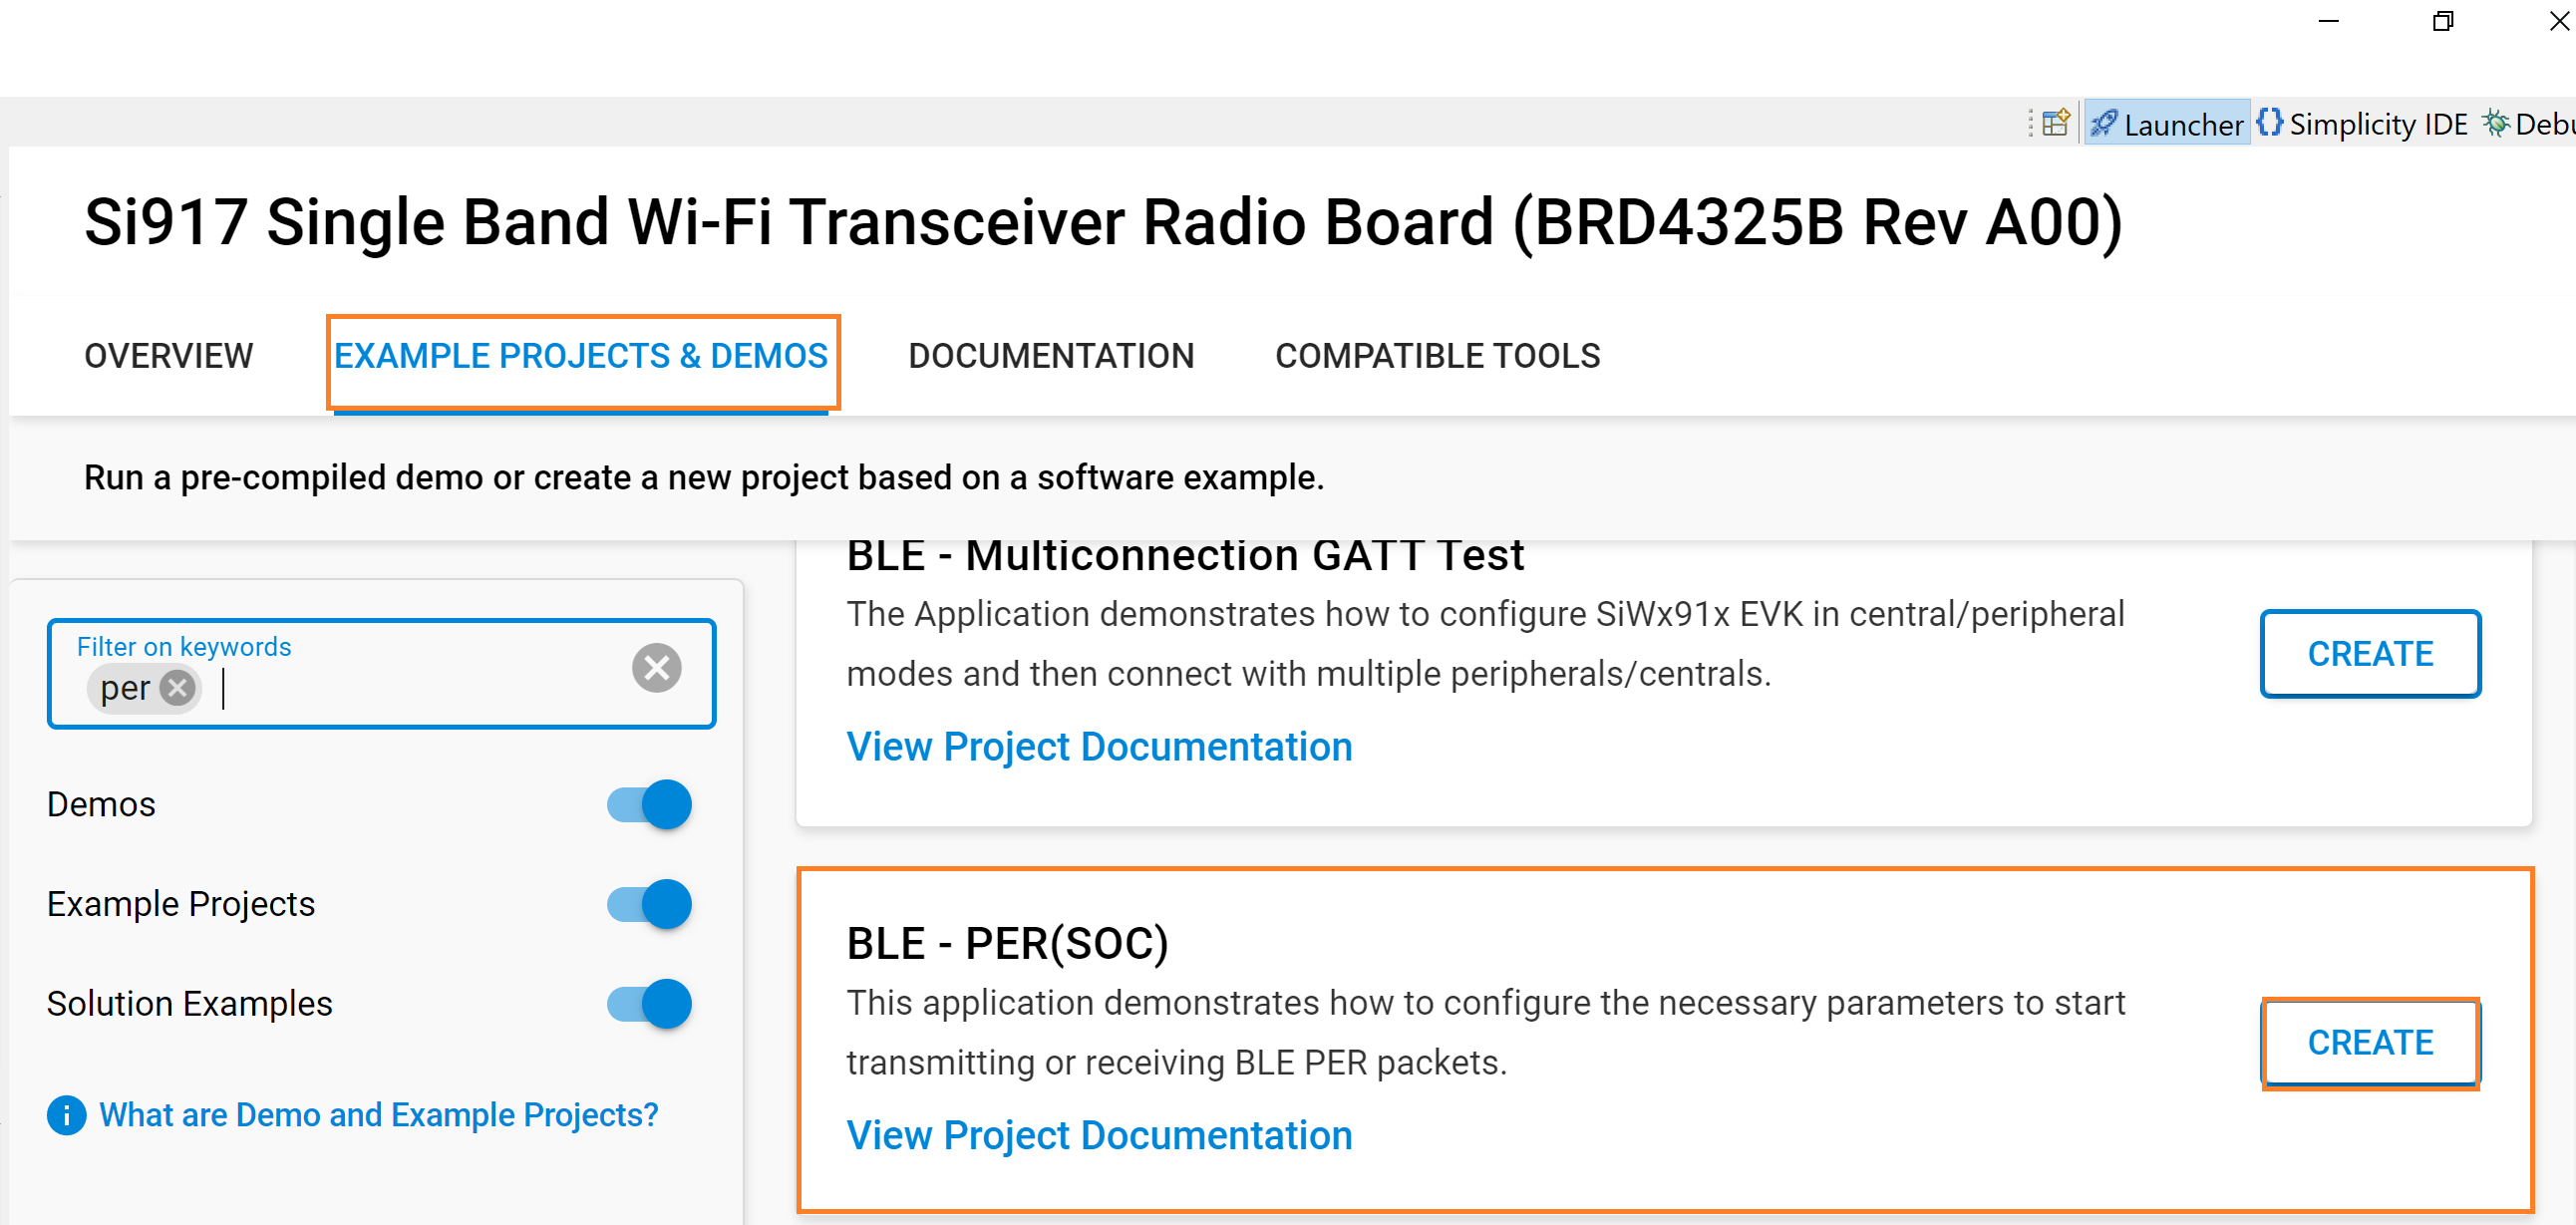 Launcher
Simplicity IDE
Debu
Si917 Single Band Wi-Fi Transceiver Radio Board (BRD4325B Rev A00)
OVERVIEW
EXAMPLE PROJECTS & DEMOS
DOCUMENTATION
COMPATIBLE TOOLS
Run a pre-compiled demo or create a new project based on a software example.
Filter on keywords
per
Demos
Example Projects
Solution Examples
What are Demo and Example Projects?
BLE - Multiconnection GATT Test
The Application demonstrates how to configure SiWx91x EVK in central/peripheral
modes and then connect with multiple peripherals/centrals.
View Project Documentation
CREATE
BLE - PER(SOC)
This application demonstrates how to configure the necessary parameters to start
transmitting or receiving BLE PER packets.
View Project Documentation
CREATE